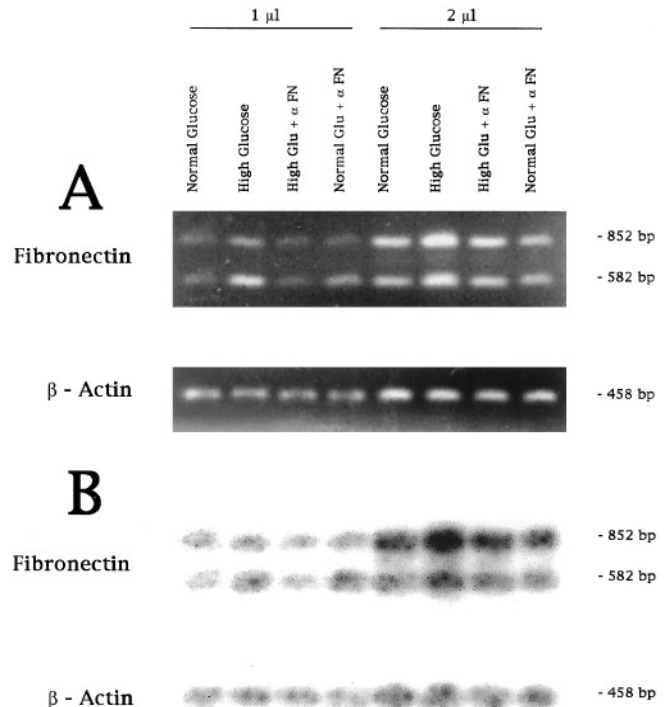 1 μl 2 μl
Normal Glucose
High Glucose
High Glu + α FN
Normal Glu + α FN
Normal Glucose
High Glucose
High Glu + α FN
Normal Glu + α FN
A
Fibronectin
- 852 bp
- 582 bp
β - Actin
- 458 bp
B
Fibronectin
- 852 bp
- 582 bp
β - Actin
- 458 bp